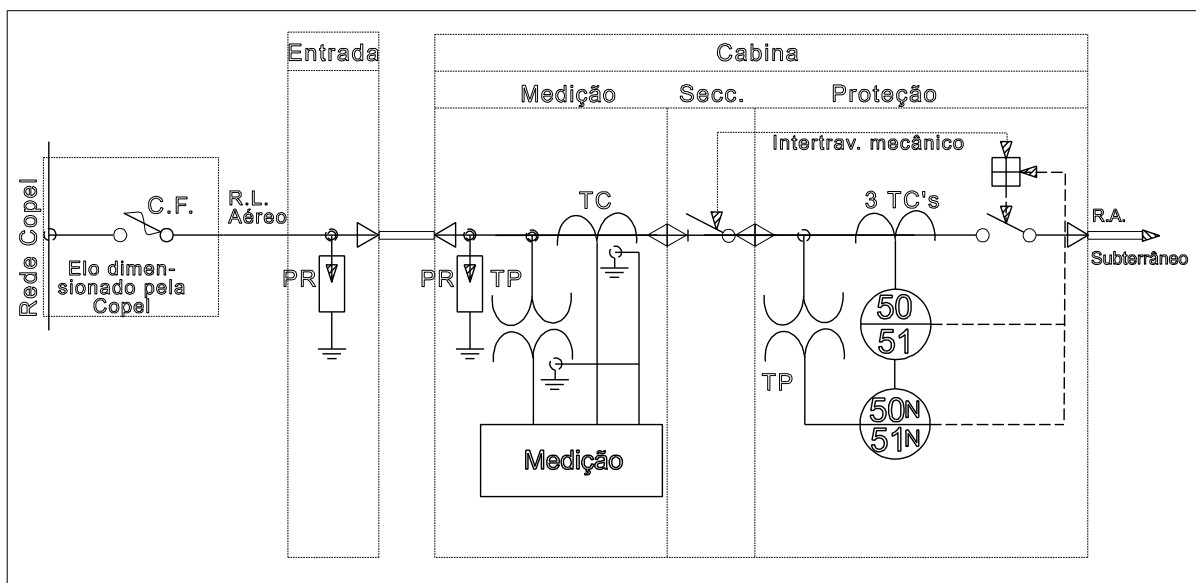 Entrada
Cabina
Medição
Secc.
Proteção
Intertrav. mecânico
Rede Copel
C.F.
R.L.
Aéreo
Elo dimen-
sionado pela
Copel
PR
PR
TP
TC
3 TC's
R.A.
Subterrâneo
50
51
TP
50N
51N
Medição